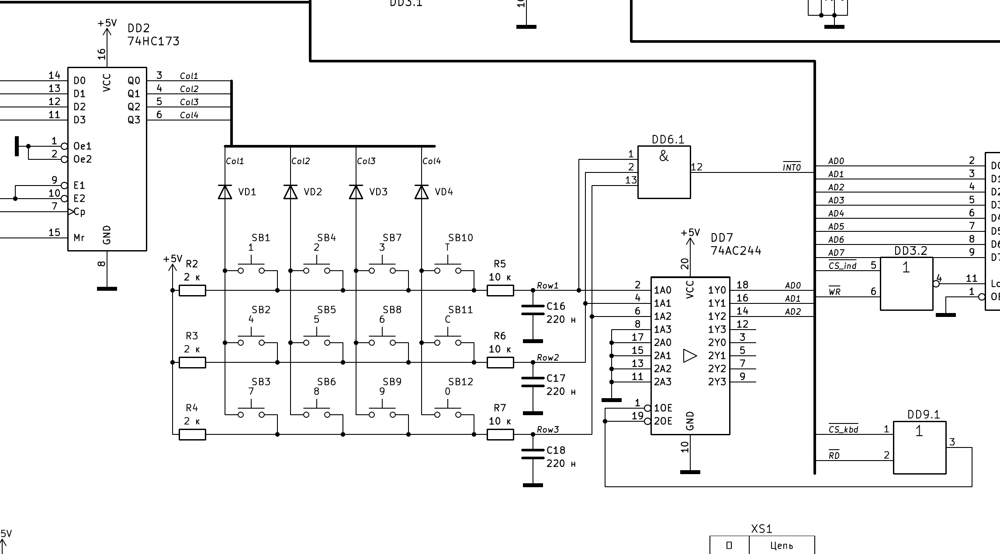 DD3.1
10
+5V
DD2
74HC173
16
14 D0 VCC Q0 3 Col1
13 D1 Q1 4 Col2
12 D2 Q2 5 Col3
11 D3 Q3 6 Col4
1 Oe1
2 Oe2
9 E1
10 E2
7 Cp
15 Mr
GND
8
Col1 Col2 Col3 Col4
VD1 VD2 VD3 VD4
+5V
SB1 SB4 SB7 SB10
1 2 3 T
R2
2 к
R5
10 к
Row1
C16
220 н
SB2 SB5 SB8 SB11
4 5 6 C
R3
2 к
R6
10 к
Row2
C17
220 н
SB3 SB6 SB9 SB12
7 8 9 0
R4
2 к
R7
10 к
Row3
C18
220 н
DD6.1
&
1
2
13
12 INT0
+5V
DD7
74AC244
20
2 1A0 VCC 1Y0 18 AD0
4 1A1 1Y1 16 AD1
6 1A2 1Y2 14 AD2
8 1A3 1Y3 12
17 2A0 2Y0 3
15 2A1 2Y1 5
13 2A2 2Y2 7
11 2A3 2Y3 9
1 1OE
19 2OE
GND
10
AD0 2 D0
AD1 3 D1
AD2 4 D2
AD3 5 D3
AD4 6 D4
AD5 7 D5
AD6 8 D6
AD7 9 D7
DD3.2
1
CS_ind 5
WR 6
4
11
1
DD9.1
1
CS_kbd 1
RD 2
3
XS1
Цепь
5V